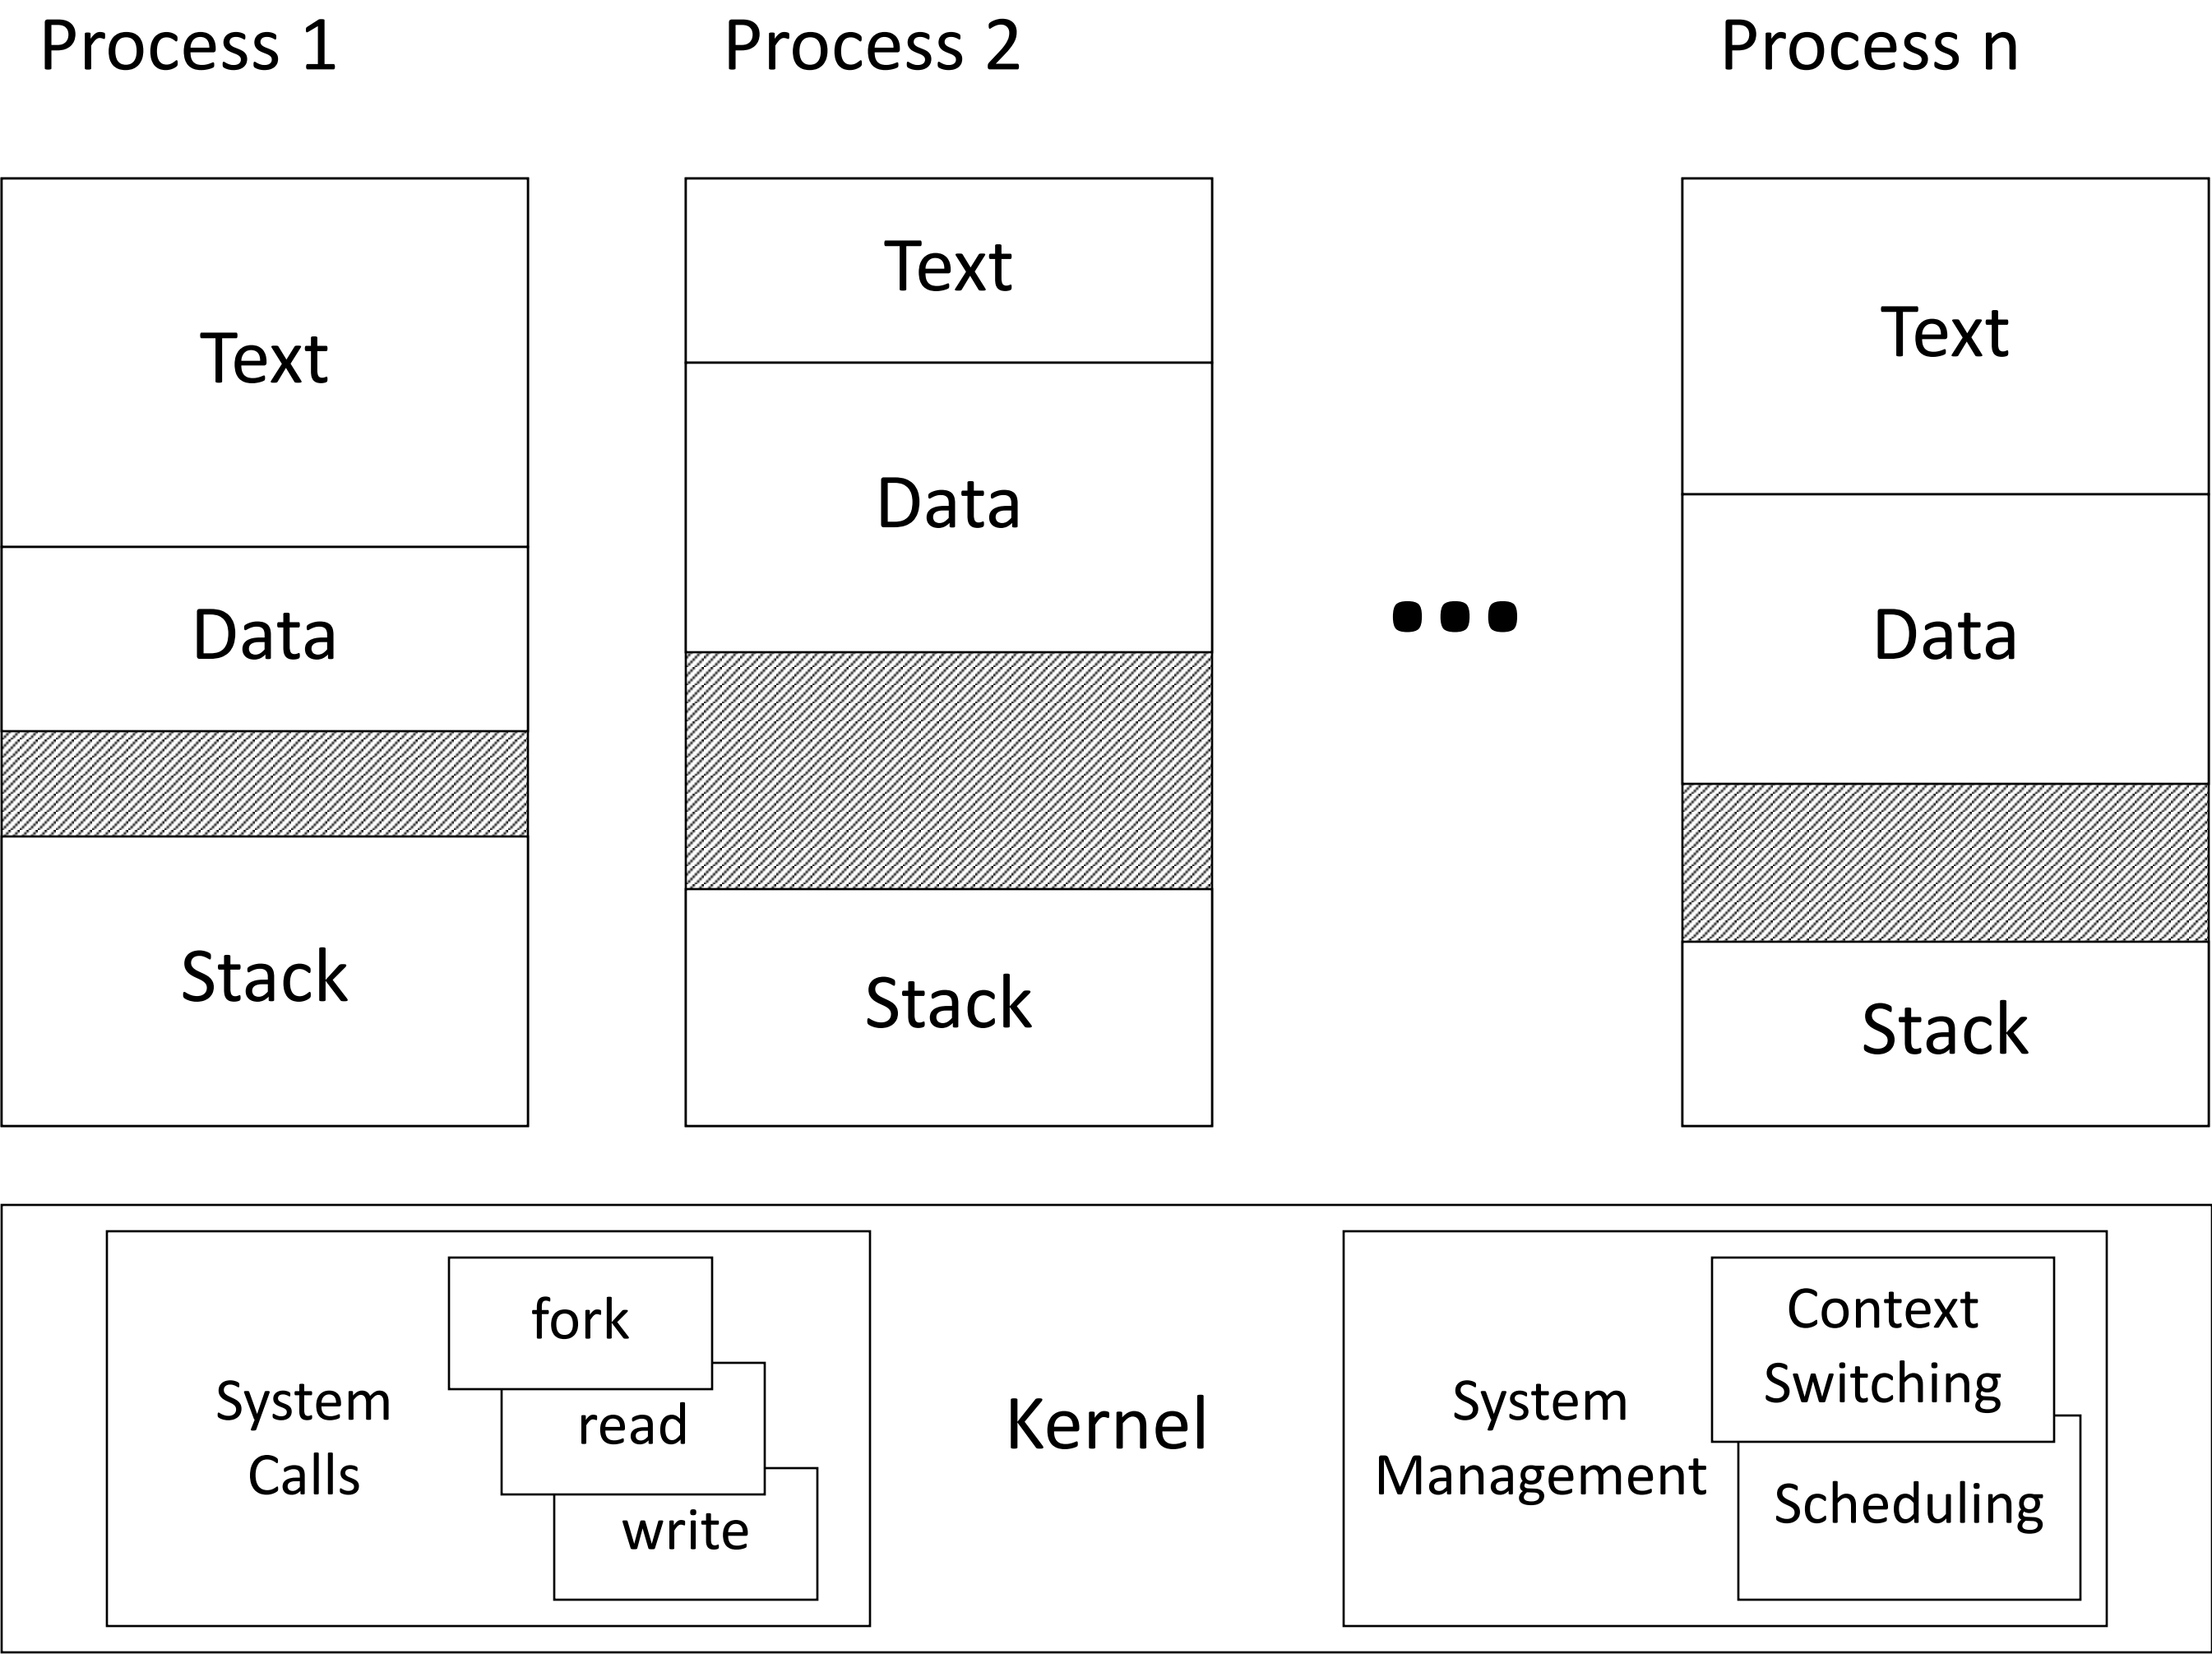 Process 1
Process 2
Process n
Text
Data
Stack
Text
Data
Stack
...
Text
Data
Stack
System
Calls
fork
read
write
Kernel
System
Management
Context
Switching
Scheduling